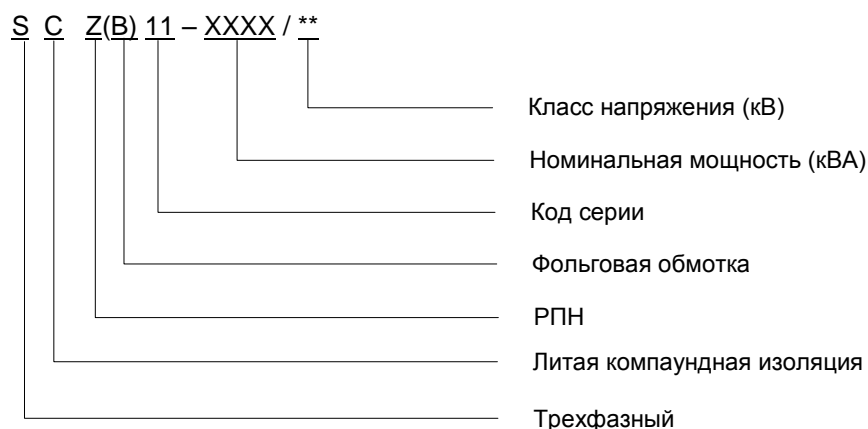 S C Z(B) 11 – XXXX / **
Класс напряжения (кВ)
Номинальная мощность (кВА)
Код серии
Фольговая обмотка
РПН
Литая компаундная изоляция
Трехфазный